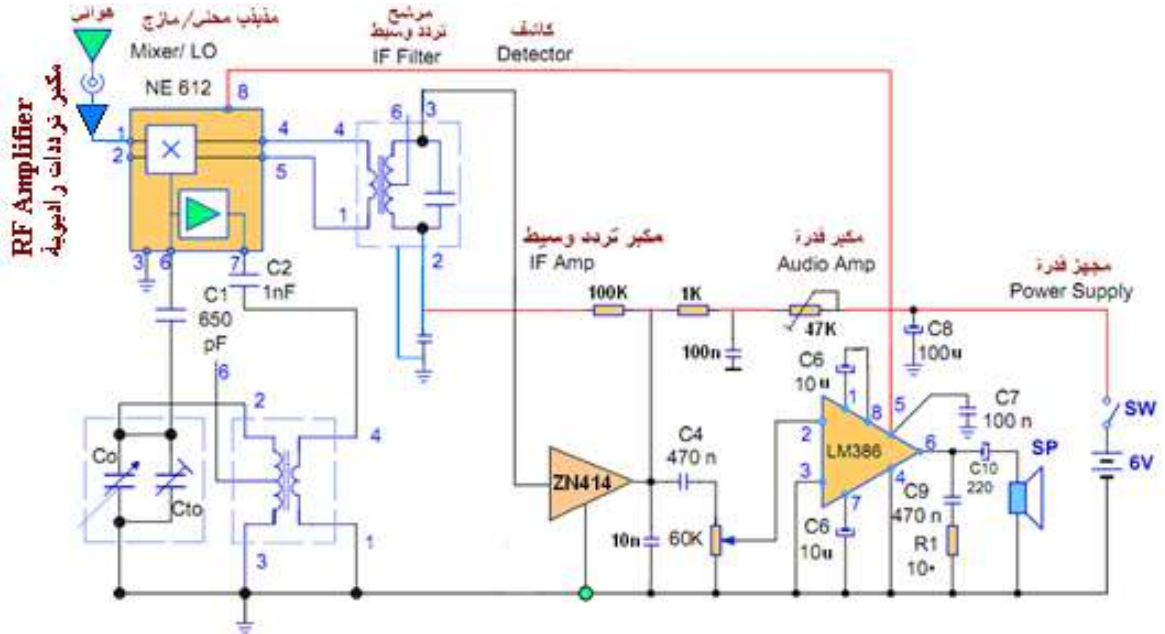 هوائي
مذبذب محلي/ مازج
Mixer/ LO
NE 612
مرشح
تردد وسيط
IF Filter
كاشف
Detector
RF Amplifier
مكبر ترددات راديوية
8
6
3
1
2
4
5
4
1
2
3
6
7
C2
1nF
C1
650
pF
مكبر تردد وسيط
IF Amp
مكبر قدرة
Audio Amp
مجهز قدرة
Power Supply
100K
1K
47K
100n
C8
100u
C6
10u
1
8
5
C7
100 n
SW
6V
SP
6
2
4
Co
Cto
3
1
ZN414
C4
470 n
10n
60K
2
3
LM386
6
4
7
C6
10u
C10
220
C9
470 n
R1
10•